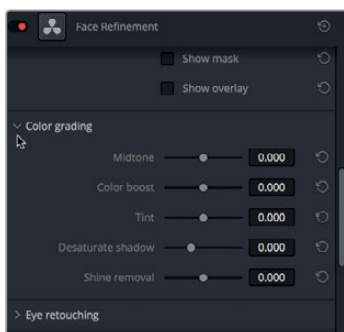 Face Refinement
Show mask
Show overlay
Color grading
Midtone 0.000
Color boost 0.000
Tint 0.000
Desaturate shadow 0.000
Shine removal 0.000
Eye retouching